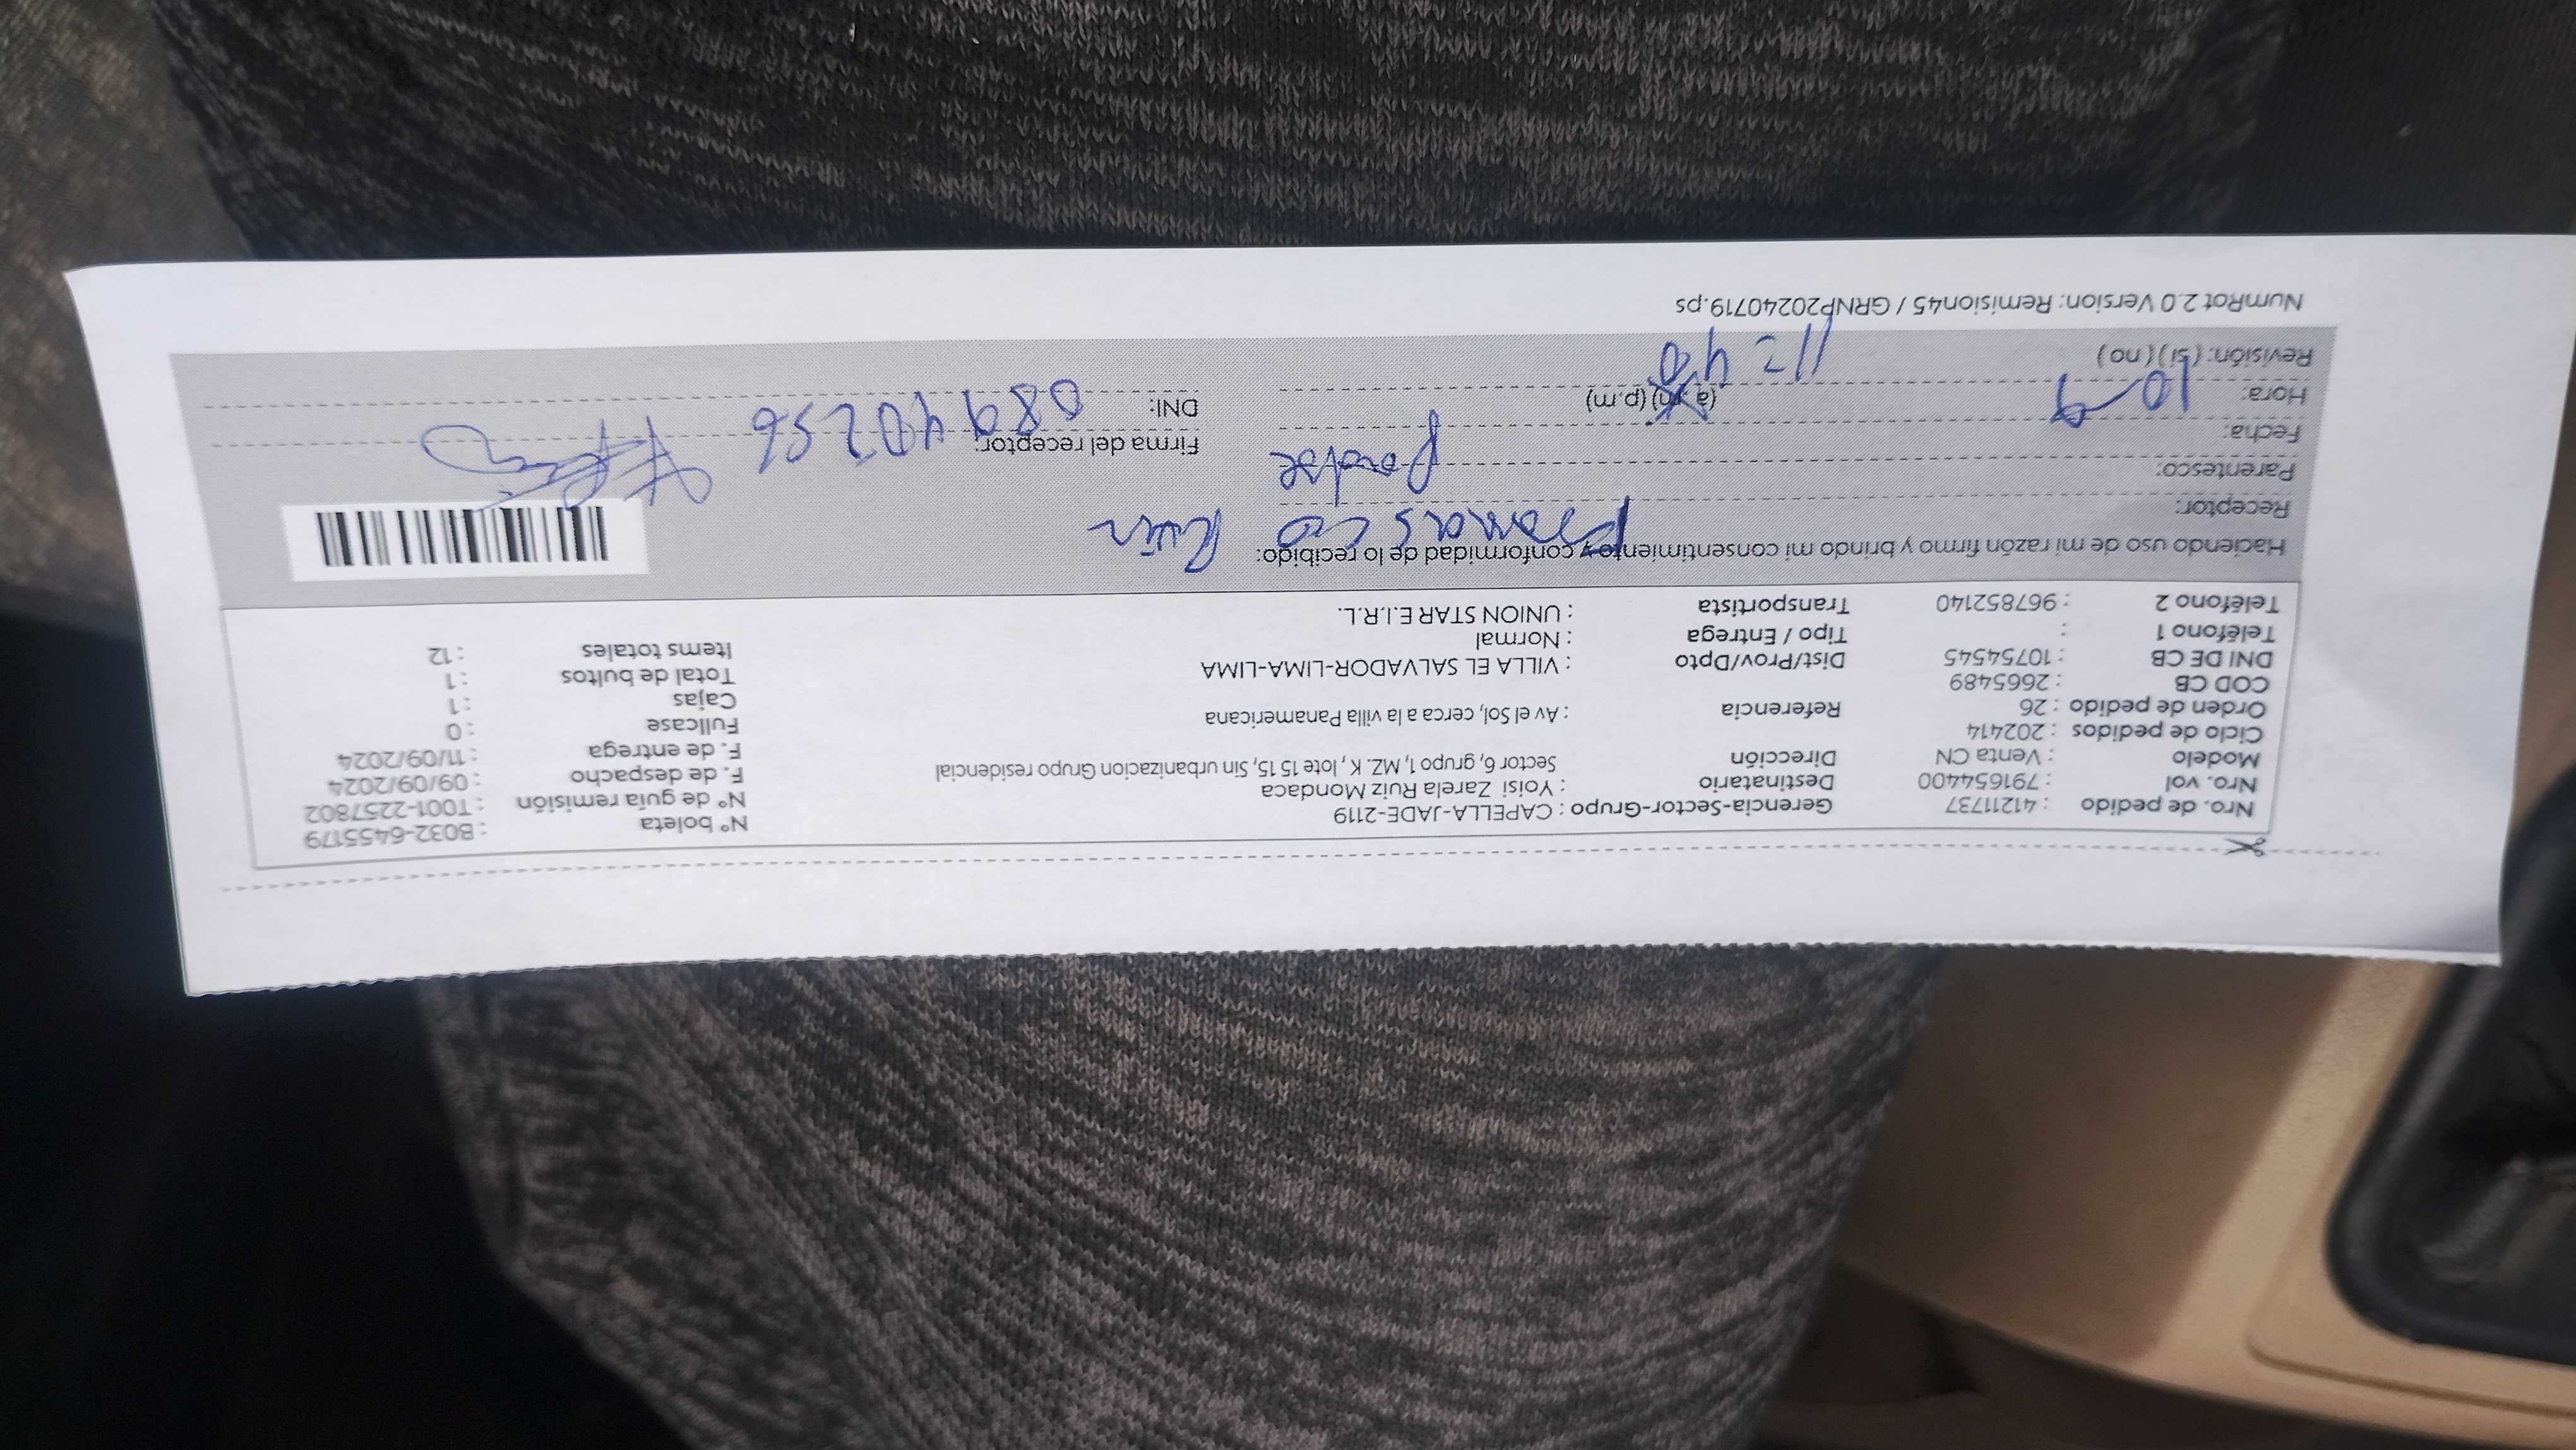 Nro. de pedido : 41211737 Gerencia-Sector-Grupo : CAPELLA-JADE-2119 N° boleta : B032-6455179
Nro. vol : 791654400 Destinatario : Yoisi Zarela Ruiz Mondaca N° de guía remisión : T001-2257802
Modelo : Venta CN Dirección Sector 6, grupo 1, MZ. K, lote 15 15, Sin urbanizacion Grupo residencial F. de despacho : 09/09/2024
Ciclo de pedidos : 202414 F. de entrega : 11/09/2024
Orden de pedido : 26 Referencia : Av el Sol, cerca a la villa Panamericana Fullcase : 0
COD CB : 2665489 Cajas : 1
DNI DE CB : 10754545 Dist/Prov/Dpto : VILLA EL SALVADOR-LIMA-LIMA Total de bultos : 1
Teléfono 1 : Tipo / Entrega : Normal Items totales : 12
Teléfono 2 : 967852140 Transportista : UNION STAR E.I.R.L.
Haciendo uso de mi razón firmo y brindo mi consentimiento y conformidad de lo recibido:
Receptor: Ruiz
Parentesco: Padre
Fecha: 10-9 Firma del receptor:
Hora: 11=40 (a.m) (p.m) DNI: 08940256
Revisión: (si) (no)
NumRot 2.0 Version: Remision45 / GRNP20240719.ps